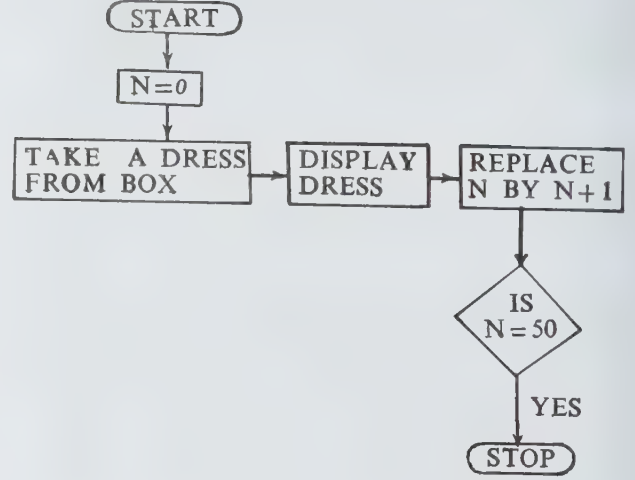 START
N=0
TAKE A DRESS
FROM BOX
DISPLAY
DRESS
REPLACE
N BY N+1
IS
N=50
YES
STOP